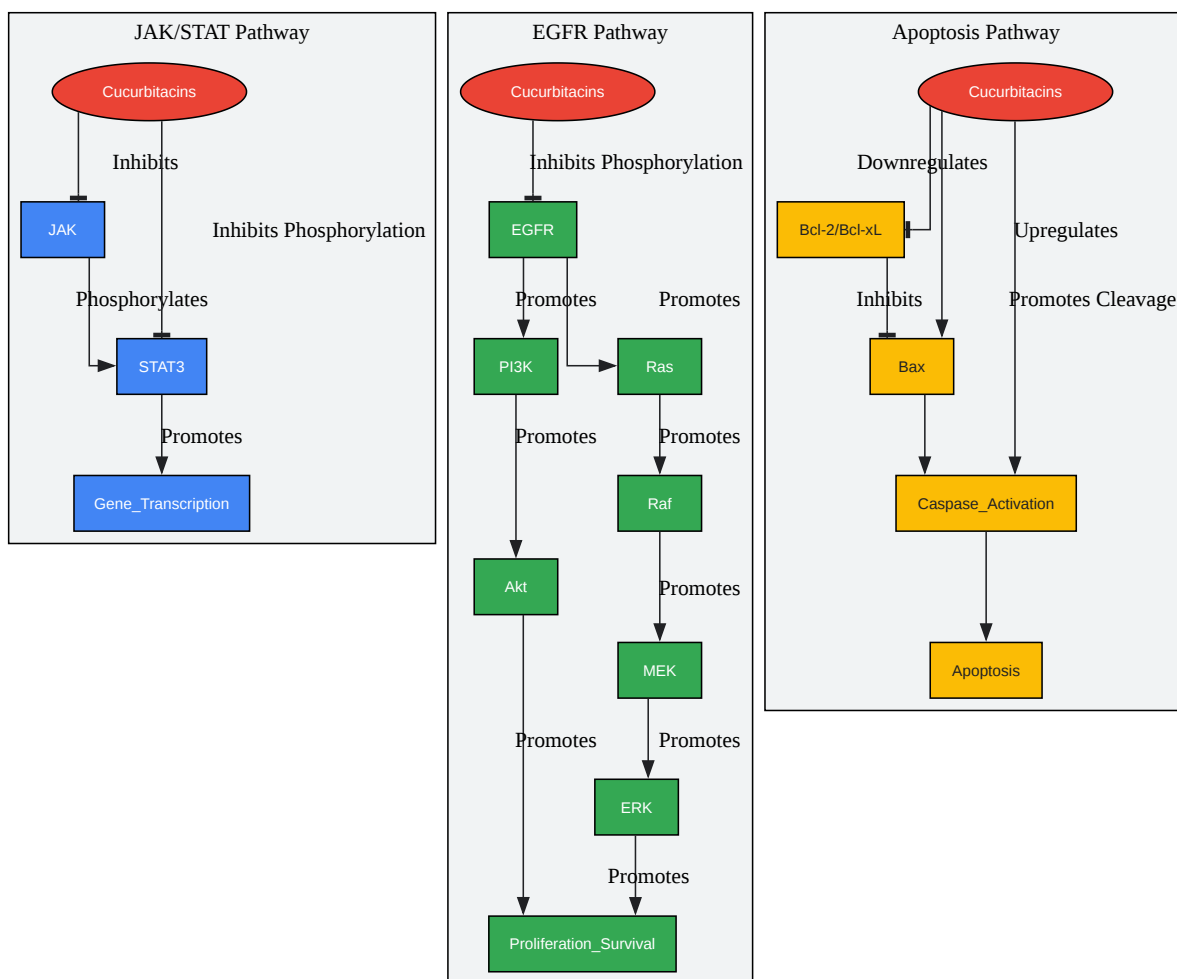 JAK/STAT Pathway
Cucurbitacins
Inhibits
JAK
Inhibits Phosphorylation
Phosphorylates
STAT3
Promotes
Gene_Transcription
EGFR Pathway
Cucurbitacins
Inhibits Phosphorylation
EGFR
Promotes
Promotes
PI3K
Ras
Promotes
Promotes
Raf
Akt
Promotes
MEK
Promotes
Promotes
ERK
Promotes
Proliferation_Survival
Apoptosis Pathway
Cucurbitacins
Downregulates
Bcl-2/Bcl-xL
Upregulates
Inhibits
Promotes Cleavage
Bax
Caspase_Activation
Apoptosis